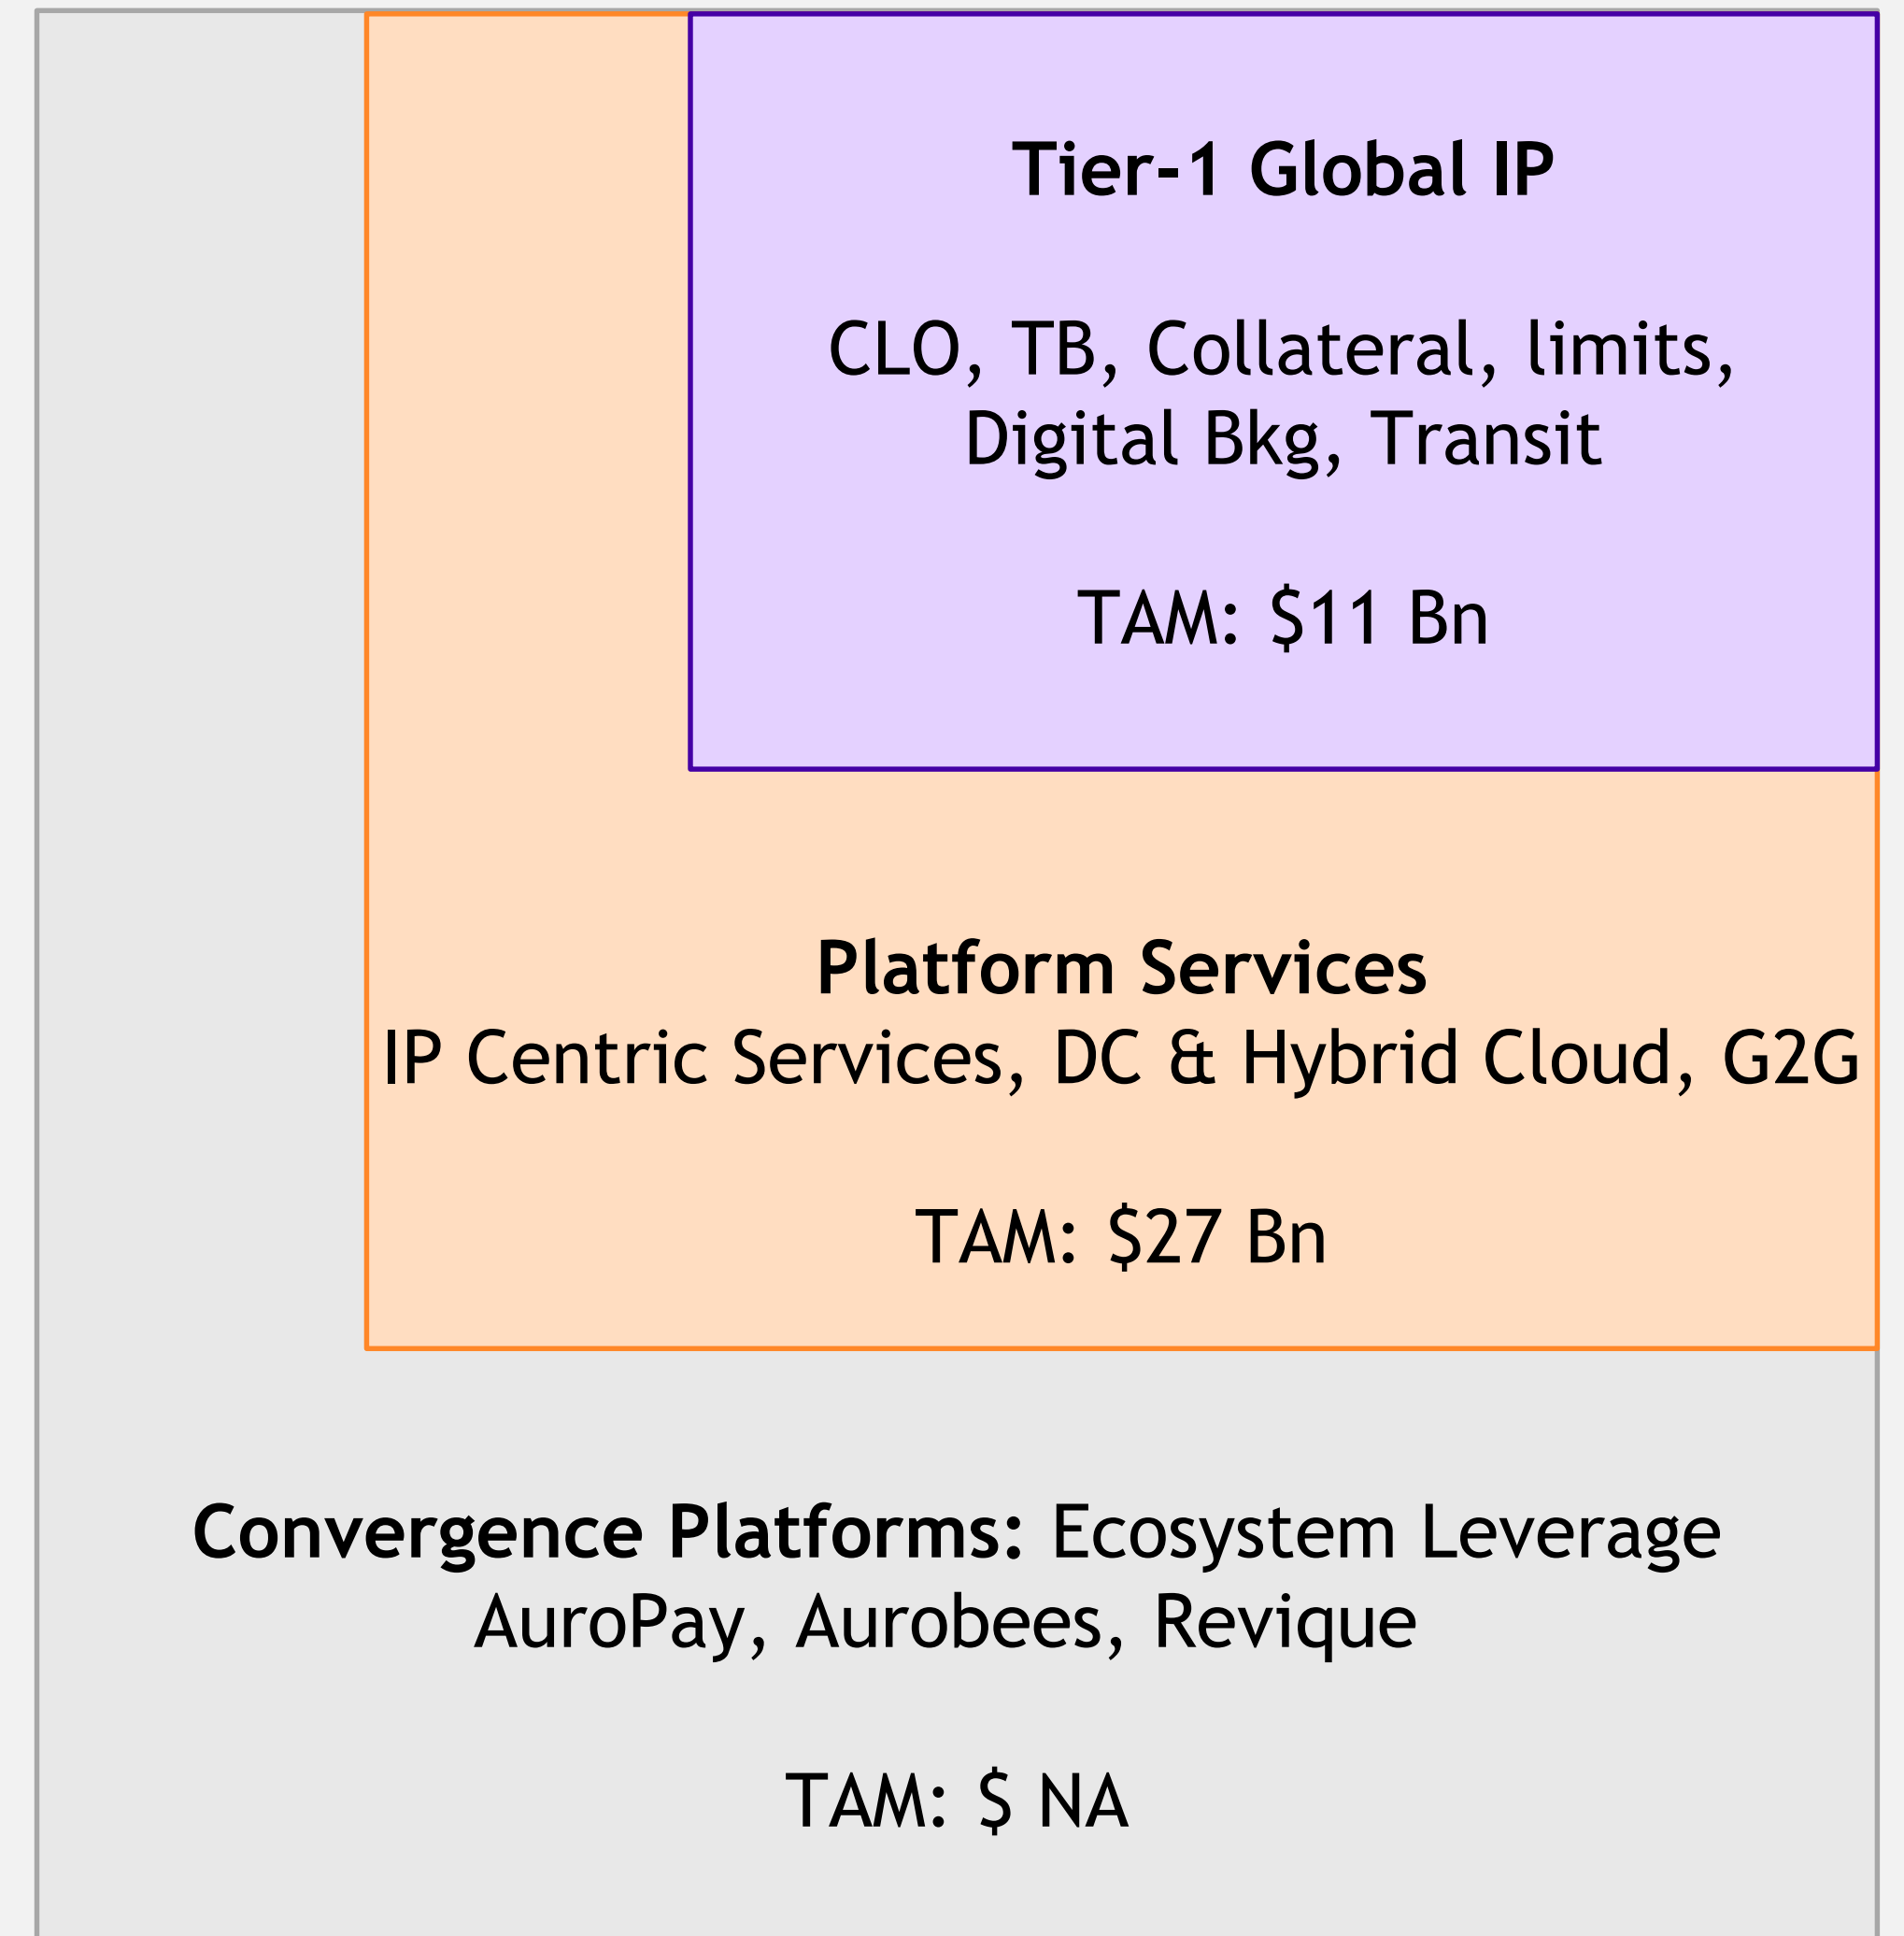 Tier-1 Global IP
CLO, TB, Collateral, limits,
Digital Bkg, Transit
TAM: $11 Bn
Platform Services
IP Centric Services, DC & Hybrid Cloud, G2G
TAM: $27 Bn
Convergence Platforms: Ecosystem Leverage
AuroPay, Aurobees, Revique
TAM: $ NA